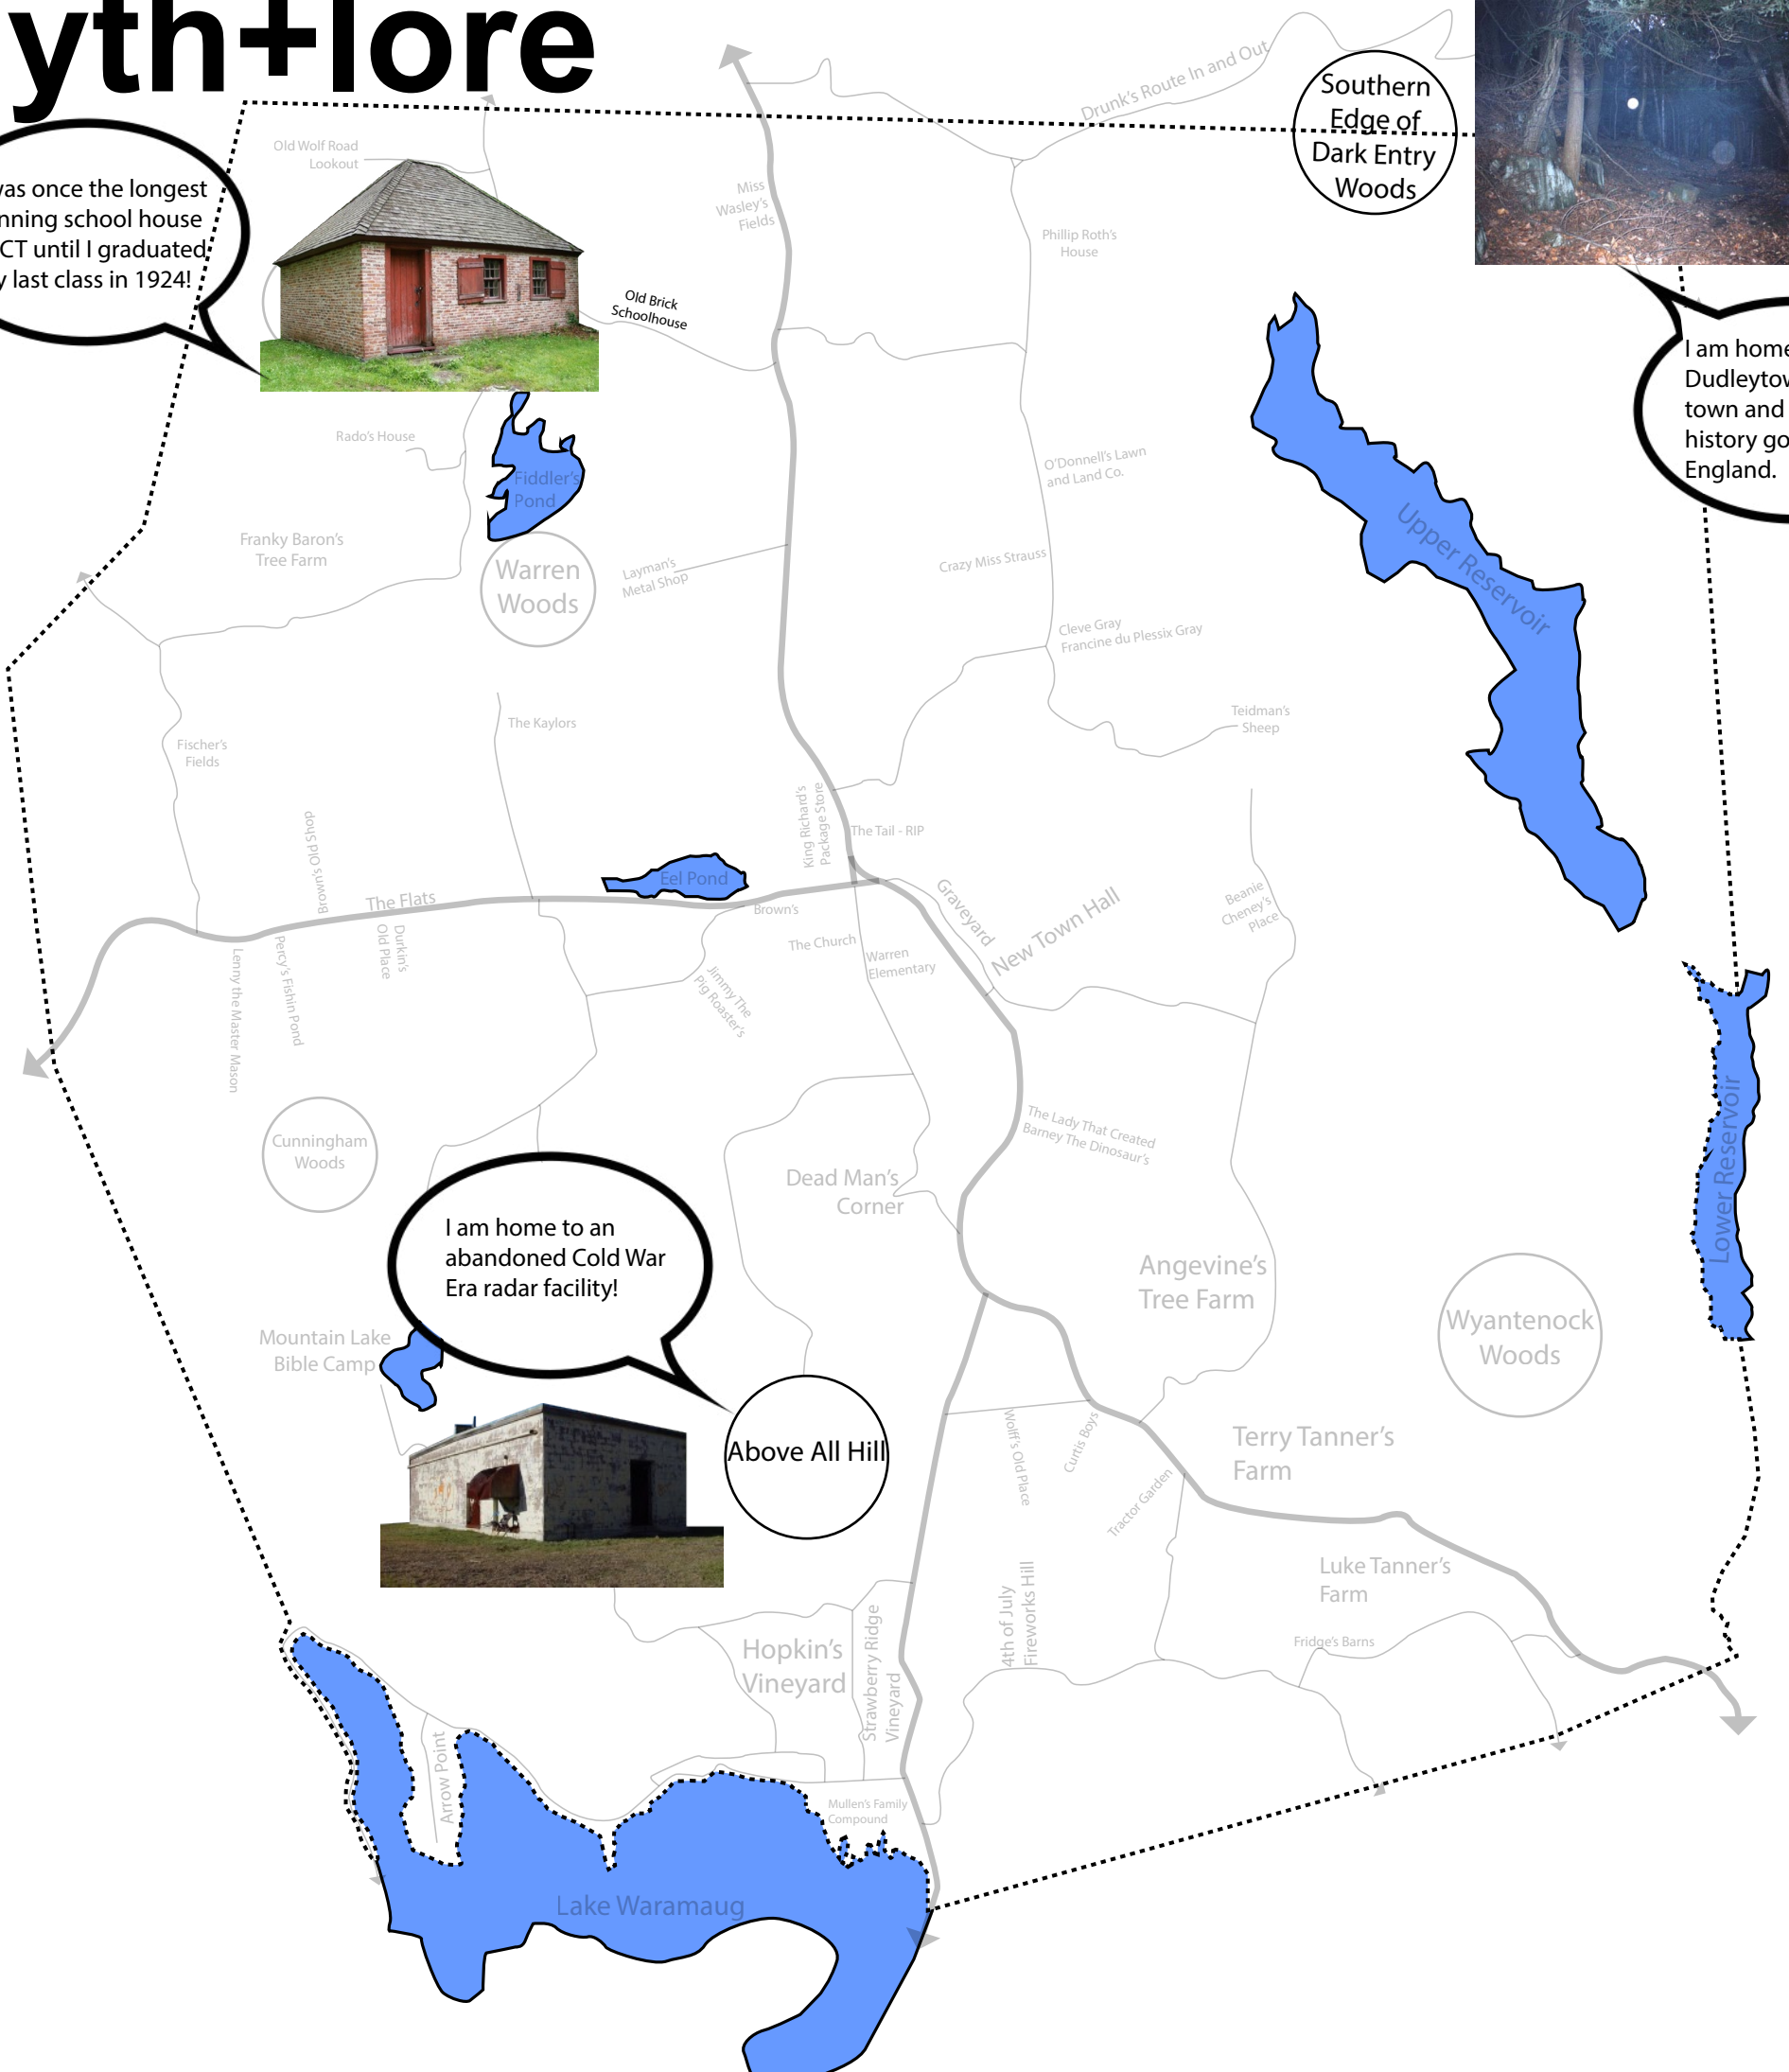 yth+lore
was once the longest
nning school house
CT until I graduated
y last class in 1924!
Old Wolf Road
Lookout
Old Brick
Schoolhouse
Miss
Wasley's
Fields
Drunk's Route In and Out
Southern
Edge of
Dark Entry
Woods
Phillip Roth's
House
I am home
Dudleytow
town and
history go
England.
Rado's House
Fiddler's
Pond
Franky Baron's
Tree Farm
Warren
Woods
Layman's
Metal Shop
O'Donnell's Lawn
and Land Co.
Crazy Miss Strauss
Cleve Gray
Francine du Plessix Gray
Upper Reservoir
Teidman's
Sheep
The Kaylors
Fischer's
Fields
Brown's Old Shop
King Richard's
Package Store
The Tail - RIP
Eel Pond
The Flats
Brown's
Graveyard
New Town Hall
Beanie
Cheney's
Place
The Church
Warren
Elementary
Durkin's
Old Place
Percy's Fishin Pond
Lenny the Master Mason
Jimmy The
Pig Roaster's
Lower Reservoir
Cunningham
Woods
The Lady That Created
Barney The Dinosaur's
Dead Man's
Corner
I am home to an
abandoned Cold War
Era radar facility!
Angevine's
Tree Farm
Wyantenock
Woods
Mountain Lake
Bible Camp
Above All Hill
Wolff's Old Place
Curtis Boys
Tractor Garden
Terry Tanner's
Farm
Luke Tanner's
Farm
4th of July
Fireworks Hill
Fridge's Barns
Hopkin's
Vineyard
Strawberry Ridge
Vineyard
Arrow Point
Mullen's Family
Compound
Lake Waramaug